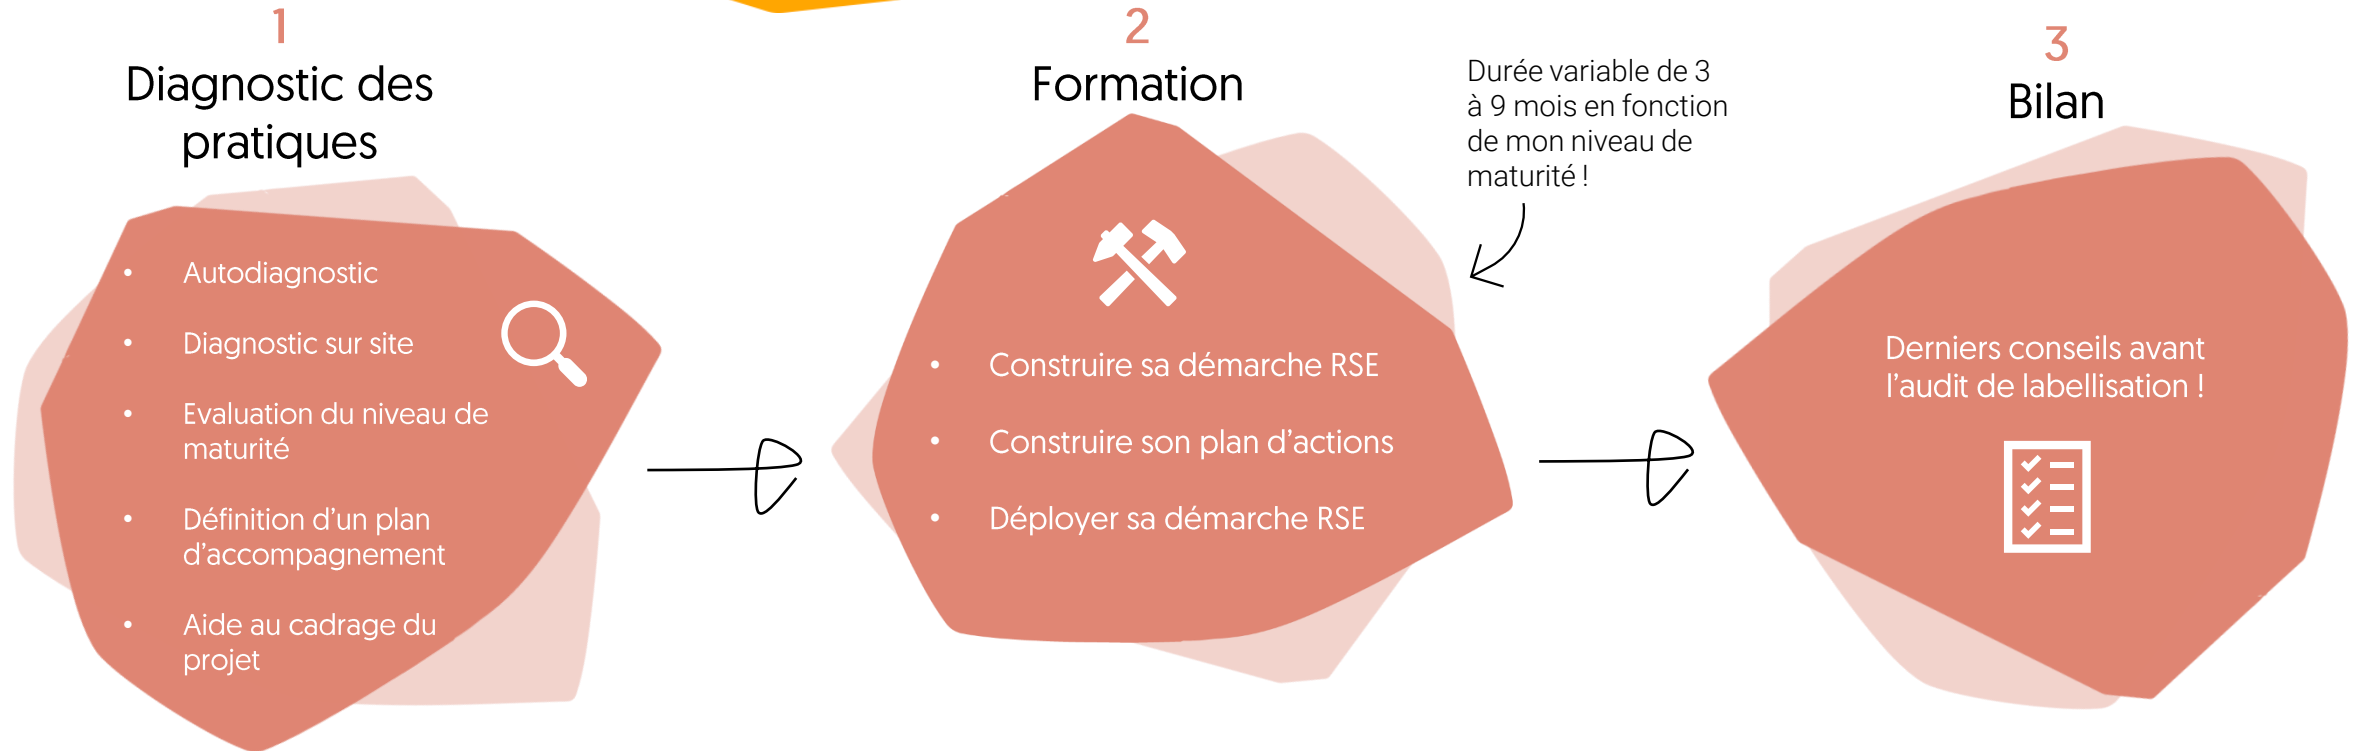 1
Diagnostic des
pratiques
• Autodiagnostic
• Diagnostic sur site
• Evaluation du niveau de
maturité
• Définition d’un plan
d’accompagnement
• Aide au cadrage du
projet
2
Formation
Durée variable de 3
à 9 mois en fonction
de mon niveau de
maturité !
• Construire sa démarche RSE
• Construire son plan d’actions
• Déployer sa démarche RSE
3
Bilan
Derniers conseils avant
l’audit de labellisation !